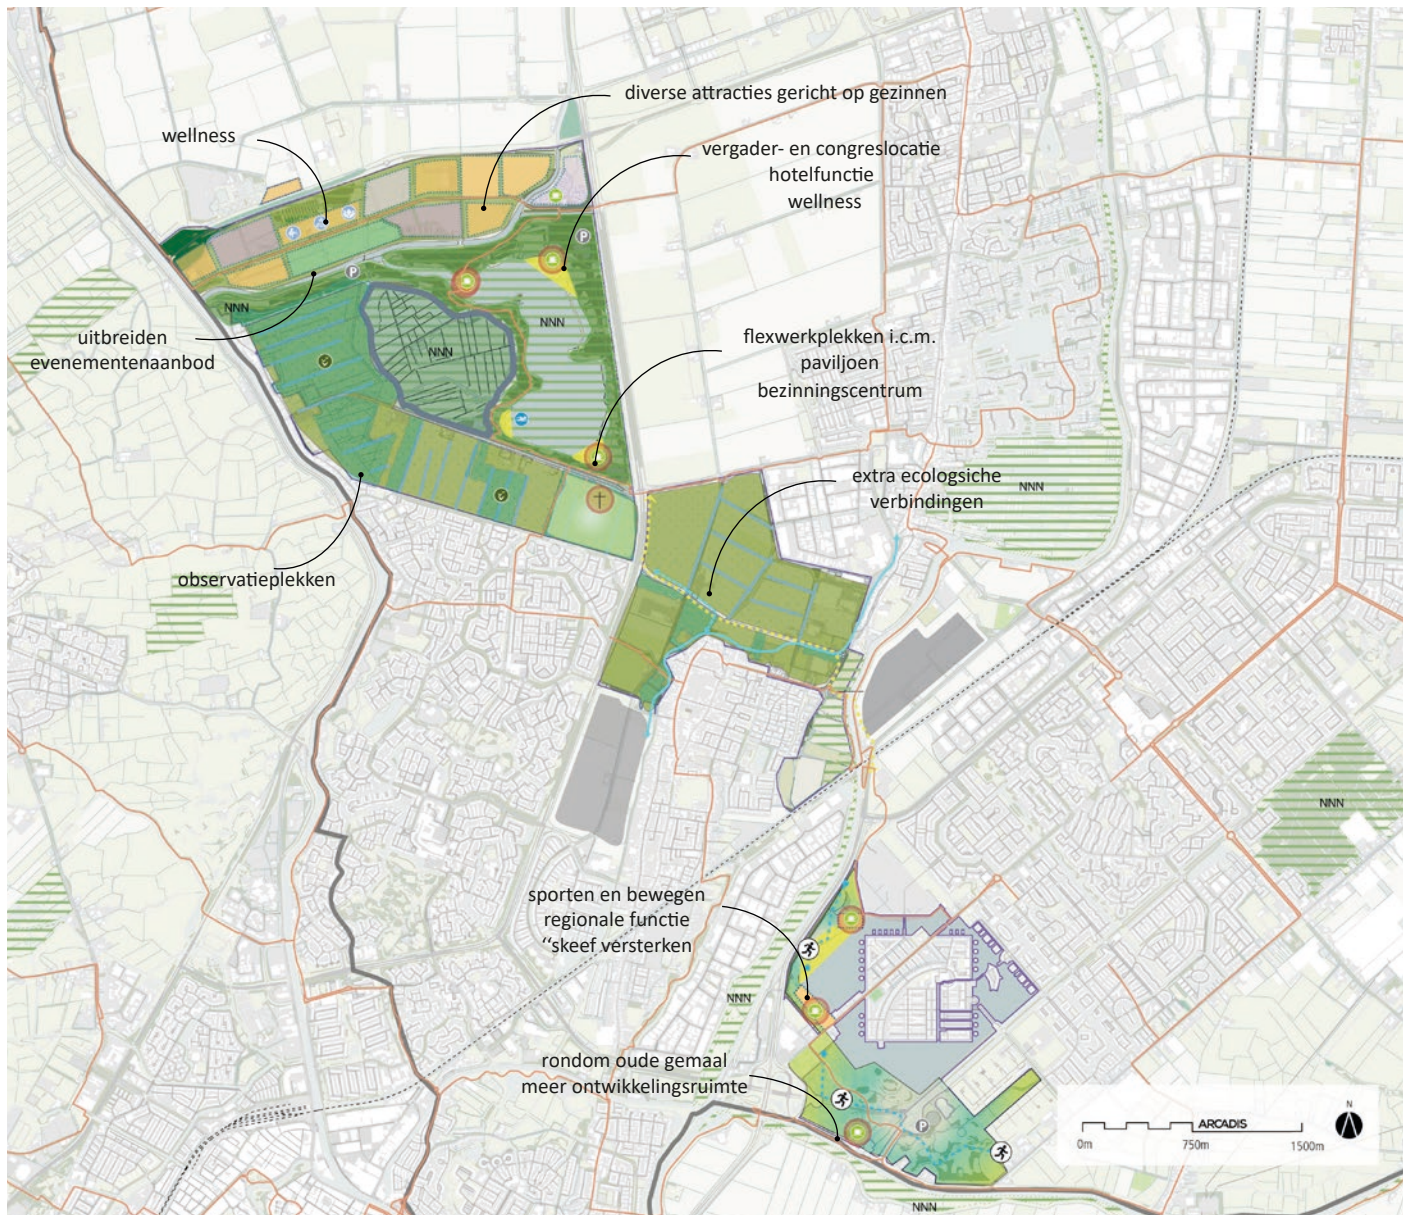 diverse attracties gericht op gezinnen
wellness
vergader- en congreslocatie
hotelfunctie
wellness
P
P
NNN
NNN
NNN
uitbreiden
evenementenaanbod
flexwerkplekken i.c.m.
paviljoen
bezinningscentrum
extra ecologsiche
verbindingen
NNN
observatieplekken
NNN
sporten en bewegen
regionale functie
“skeef versterken
NNN
rondom oude gemaal
meer ontwikkelingsruimte
P
NNN
ARCADIS
N
0m
750m
1500m